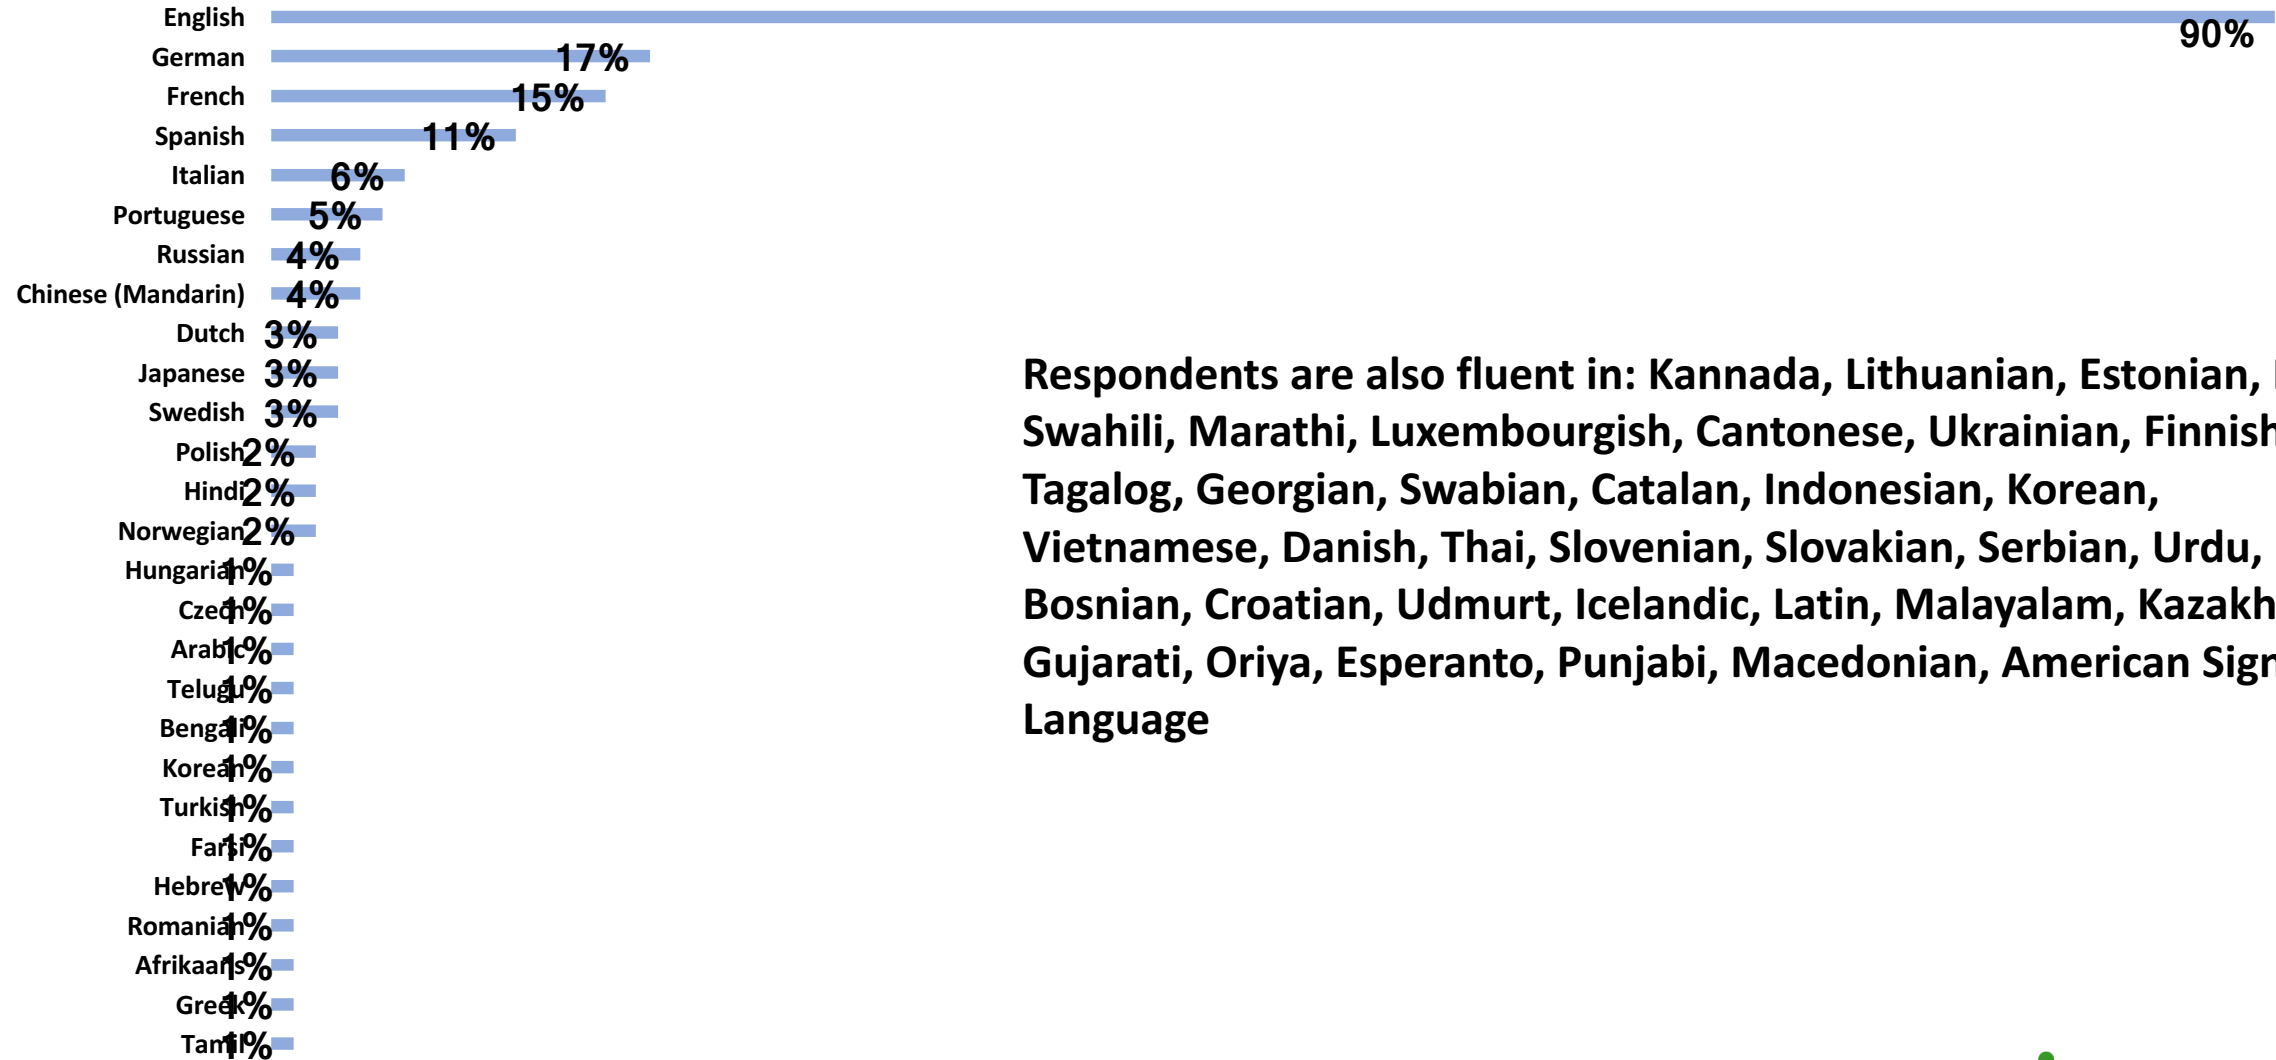 English 90%
German 17%
French 15%
Spanish 11%
Italian 6%
Portuguese 5%
Russian 4%
Chinese (Mandarin) 4%
Dutch 3%
Japanese 3%
Swedish 3%
Polish 2%
Hindi 2%
Norwegian 2%
Hungarian 1%
Czech 1%
Arabic 1%
Telugu 1%
Bengali 1%
Korean 1%
Turkish 1%
Farsi 1%
Hebrew 1%
Romanian 1%
Afrikaans 1%
Greek 1%
Tamil 1%
Respondents are also fluent in: Kannada, Lithuanian, Estonian,
Swahili, Marathi, Luxembourgish, Cantonese, Ukrainian, Finnish
Tagalog, Georgian, Swabian, Catalan, Indonesian, Korean,
Vietnamese, Danish, Thai, Slovenian, Slovakian, Serbian, Urdu,
Bosnian, Croatian, Udmurt, Icelandic, Latin, Malayalam, Kazakh
Gujarati, Oriya, Esperanto, Punjabi, Macedonian, American Sign
Language